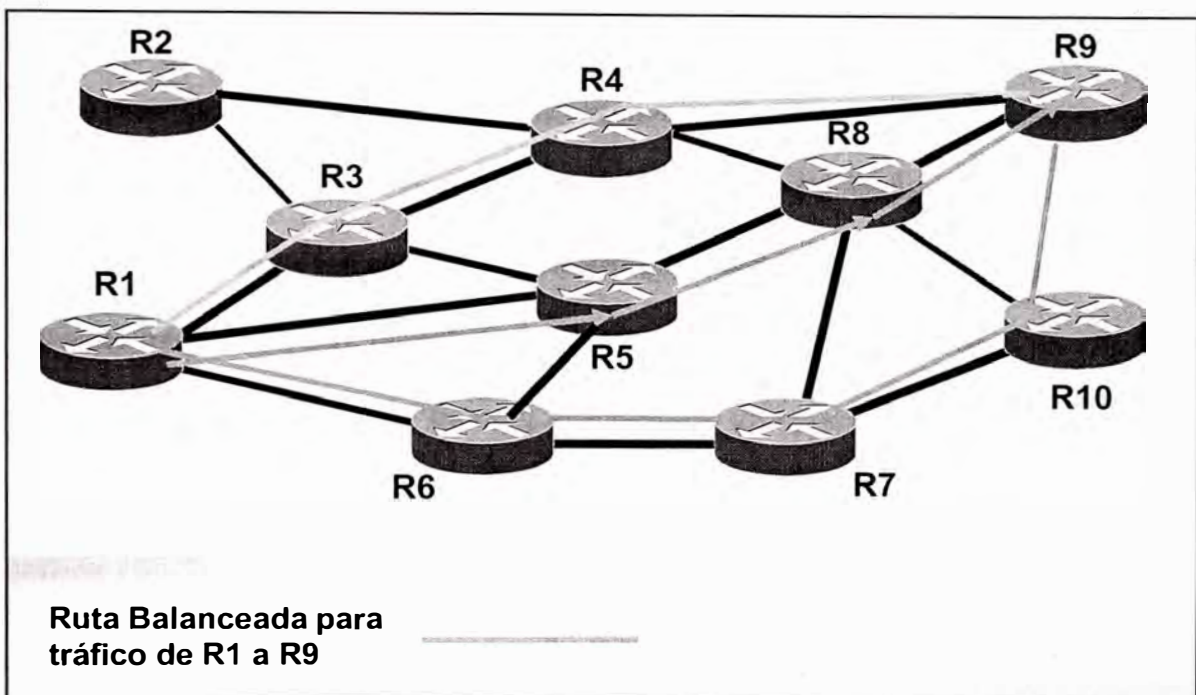 R2
R4
R9
R8
R3
R1
R5
R10
R6
R7
Ruta Balanceada para
tráfico de R1 a R9